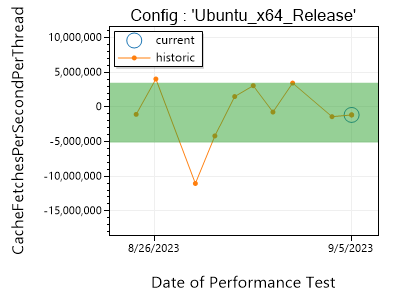 Config : 'Ubuntu_x64_Release'
current
historic
CacheFetchesPerSecondPerThread
10,000,000
5,000,000
0
-5,000,000
-10,000,000
-15,000,000
8/26/2023
9/5/2023
Date of Performance Test